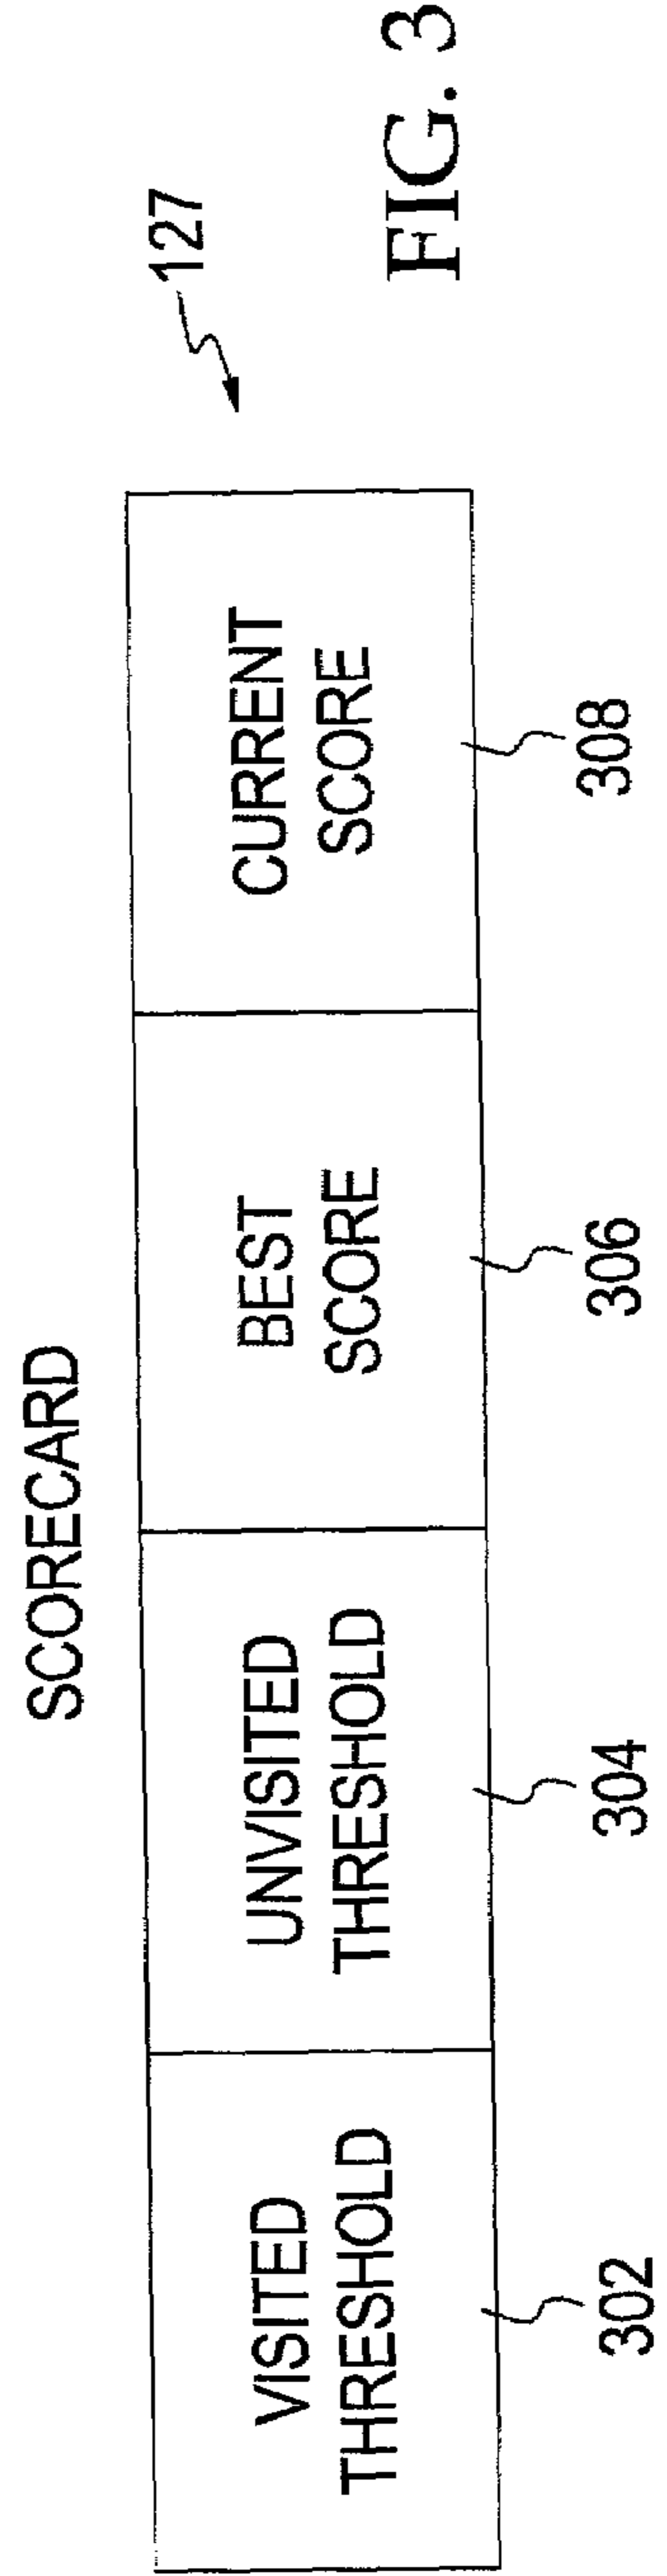 SCORECARD
127
VISITED
THRESHOLD
UNVISITED
THRESHOLD
BEST
SCORE
CURRENT
SCORE
302
304
306
308
FIG. 3